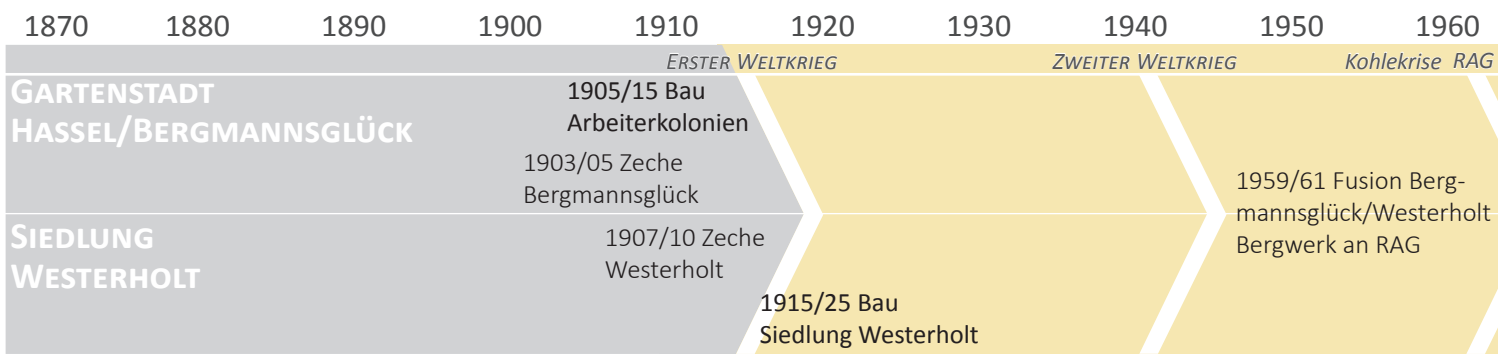 1870 1880 1890 1900 1910 1920 1930 1940 1950 1960
ERSTER WELTKRIEG ZWEITER WELTKRIEG Kohlekrise RAG
GARTENSTADT
HASSEL/BERGMANNSGLÜCK
1905/15 Bau
Arbeiterkolonien
1903/05 Zeche
Bergmannsglück
1959/61 Fusion Berg-
mannsglück/Westerholt
Bergwerk an RAG
SIEDLUNG
WESTERHOLT
1907/10 Zeche
Westerholt
1915/25 Bau
Siedlung Westerholt